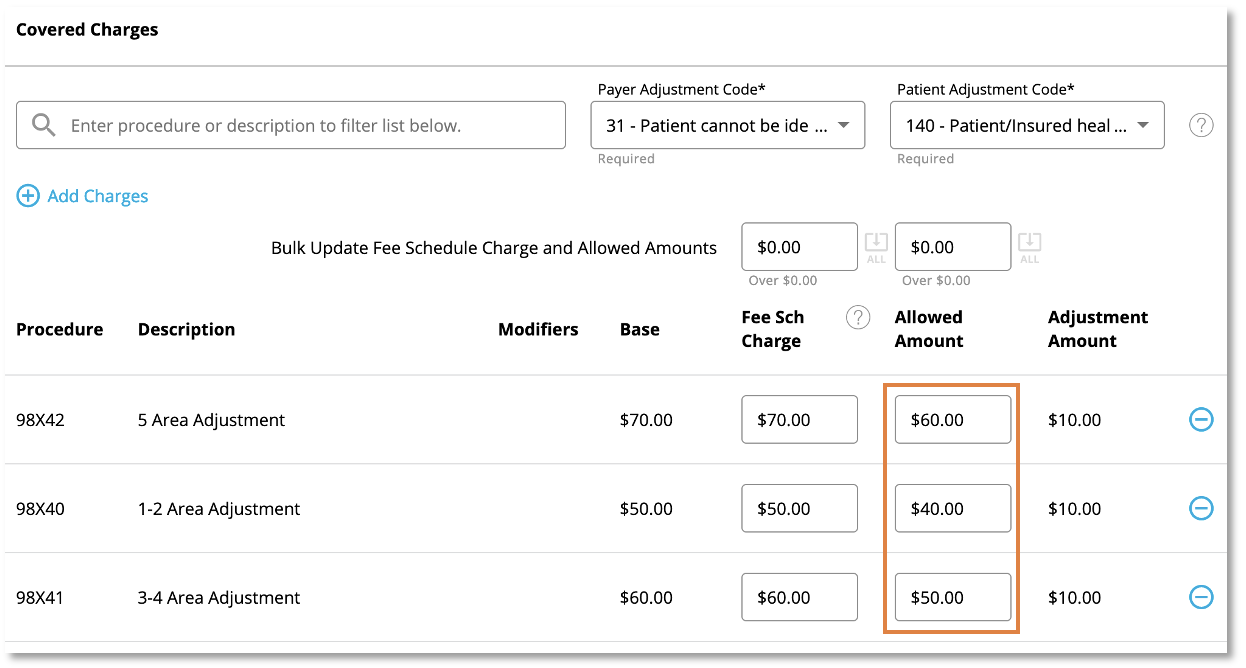 Covered Charges
Payer Adjustment Code*
Patient Adjustment Code*
Enter procedure or description to filter list below.
31 - Patient cannot be ide ...
140 - Patient/Insured heal ...
?
Required
Required
Add Charges
Bulk Update Fee Schedule Charge and Allowed Amounts
$0.00
ALL
$0.00
ALL
Over $0.00
Over $0.00
Procedure
Description
Modifiers
Base
Fee Sch
Charge
?
Allowed
Amount
Adjustment
Amount
98X42
5 Area Adjustment
$70.00
$70.00
$60.00
$10.00
98X40
1-2 Area Adjustment
$50.00
$50.00
$40.00
$10.00
98X41
3-4 Area Adjustment
$60.00
$60.00
$50.00
$10.00